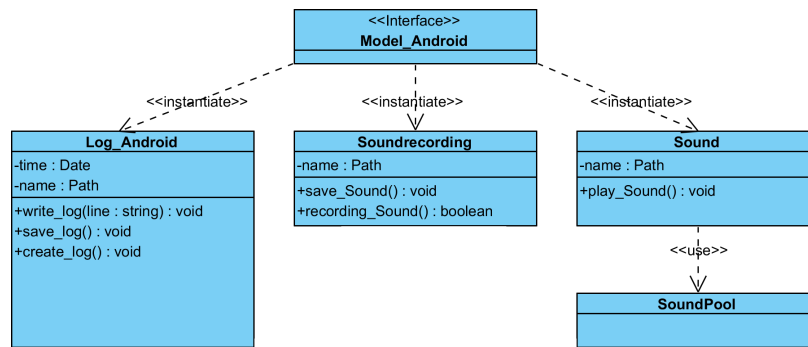 <<Interface>>
Model_Android
<<instantiate>>
<<instantiate>>
<<instantiate>>
Log_Android
-time : Date
-name : Path
+write_log(line : string) : void
+save_log() : void
+create_log() : void
Soundrecording
-name : Path
+save_Sound() : void
+recording_Sound() : boolean
Sound
-name : Path
+play_Sound() : void
<<use>>
SoundPool